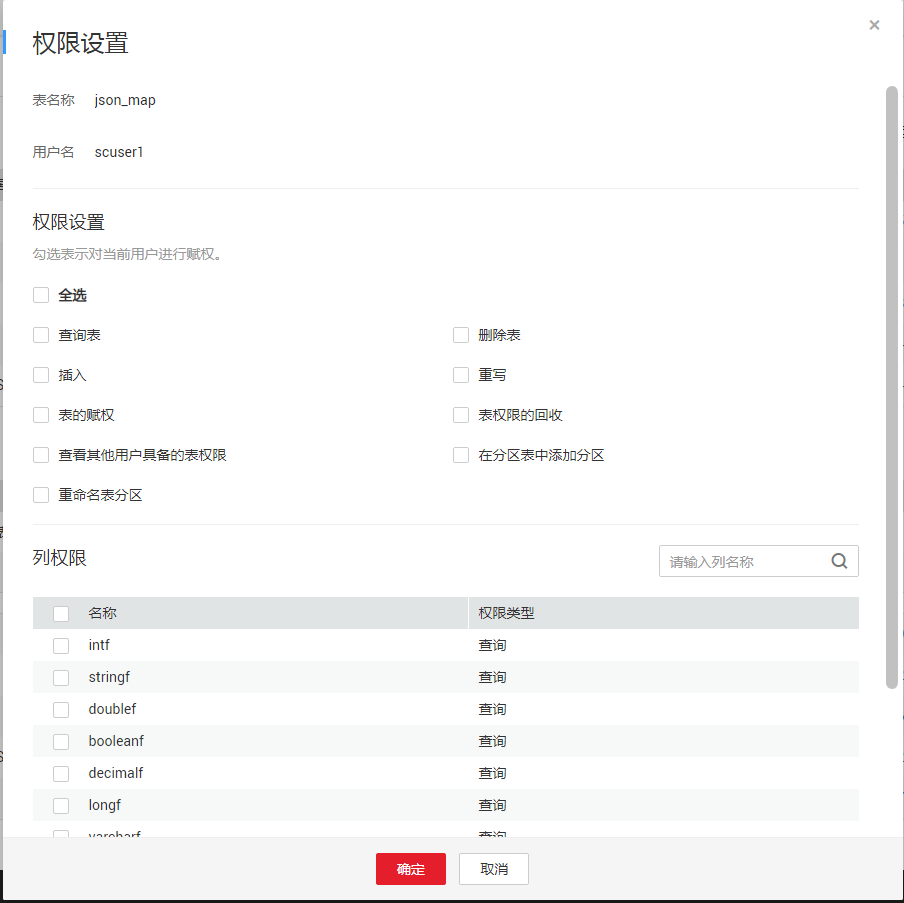 权限设置
×
表名称 json_map
用户名 scuser1
权限设置
勾选表示对当前用户进行赋权。
全选
查询表 删除表
插入 重写
表的赋权 表权限的回收
查看其他用户具备的表权限 在分区表中添加分区
重命名表分区
列权限 请输入列名称
名称 权限类型
intf 查询
stringf 查询
doublef 查询
booleanf 查询
decimalf 查询
longf 查询
varcharf 查询
确定 取消